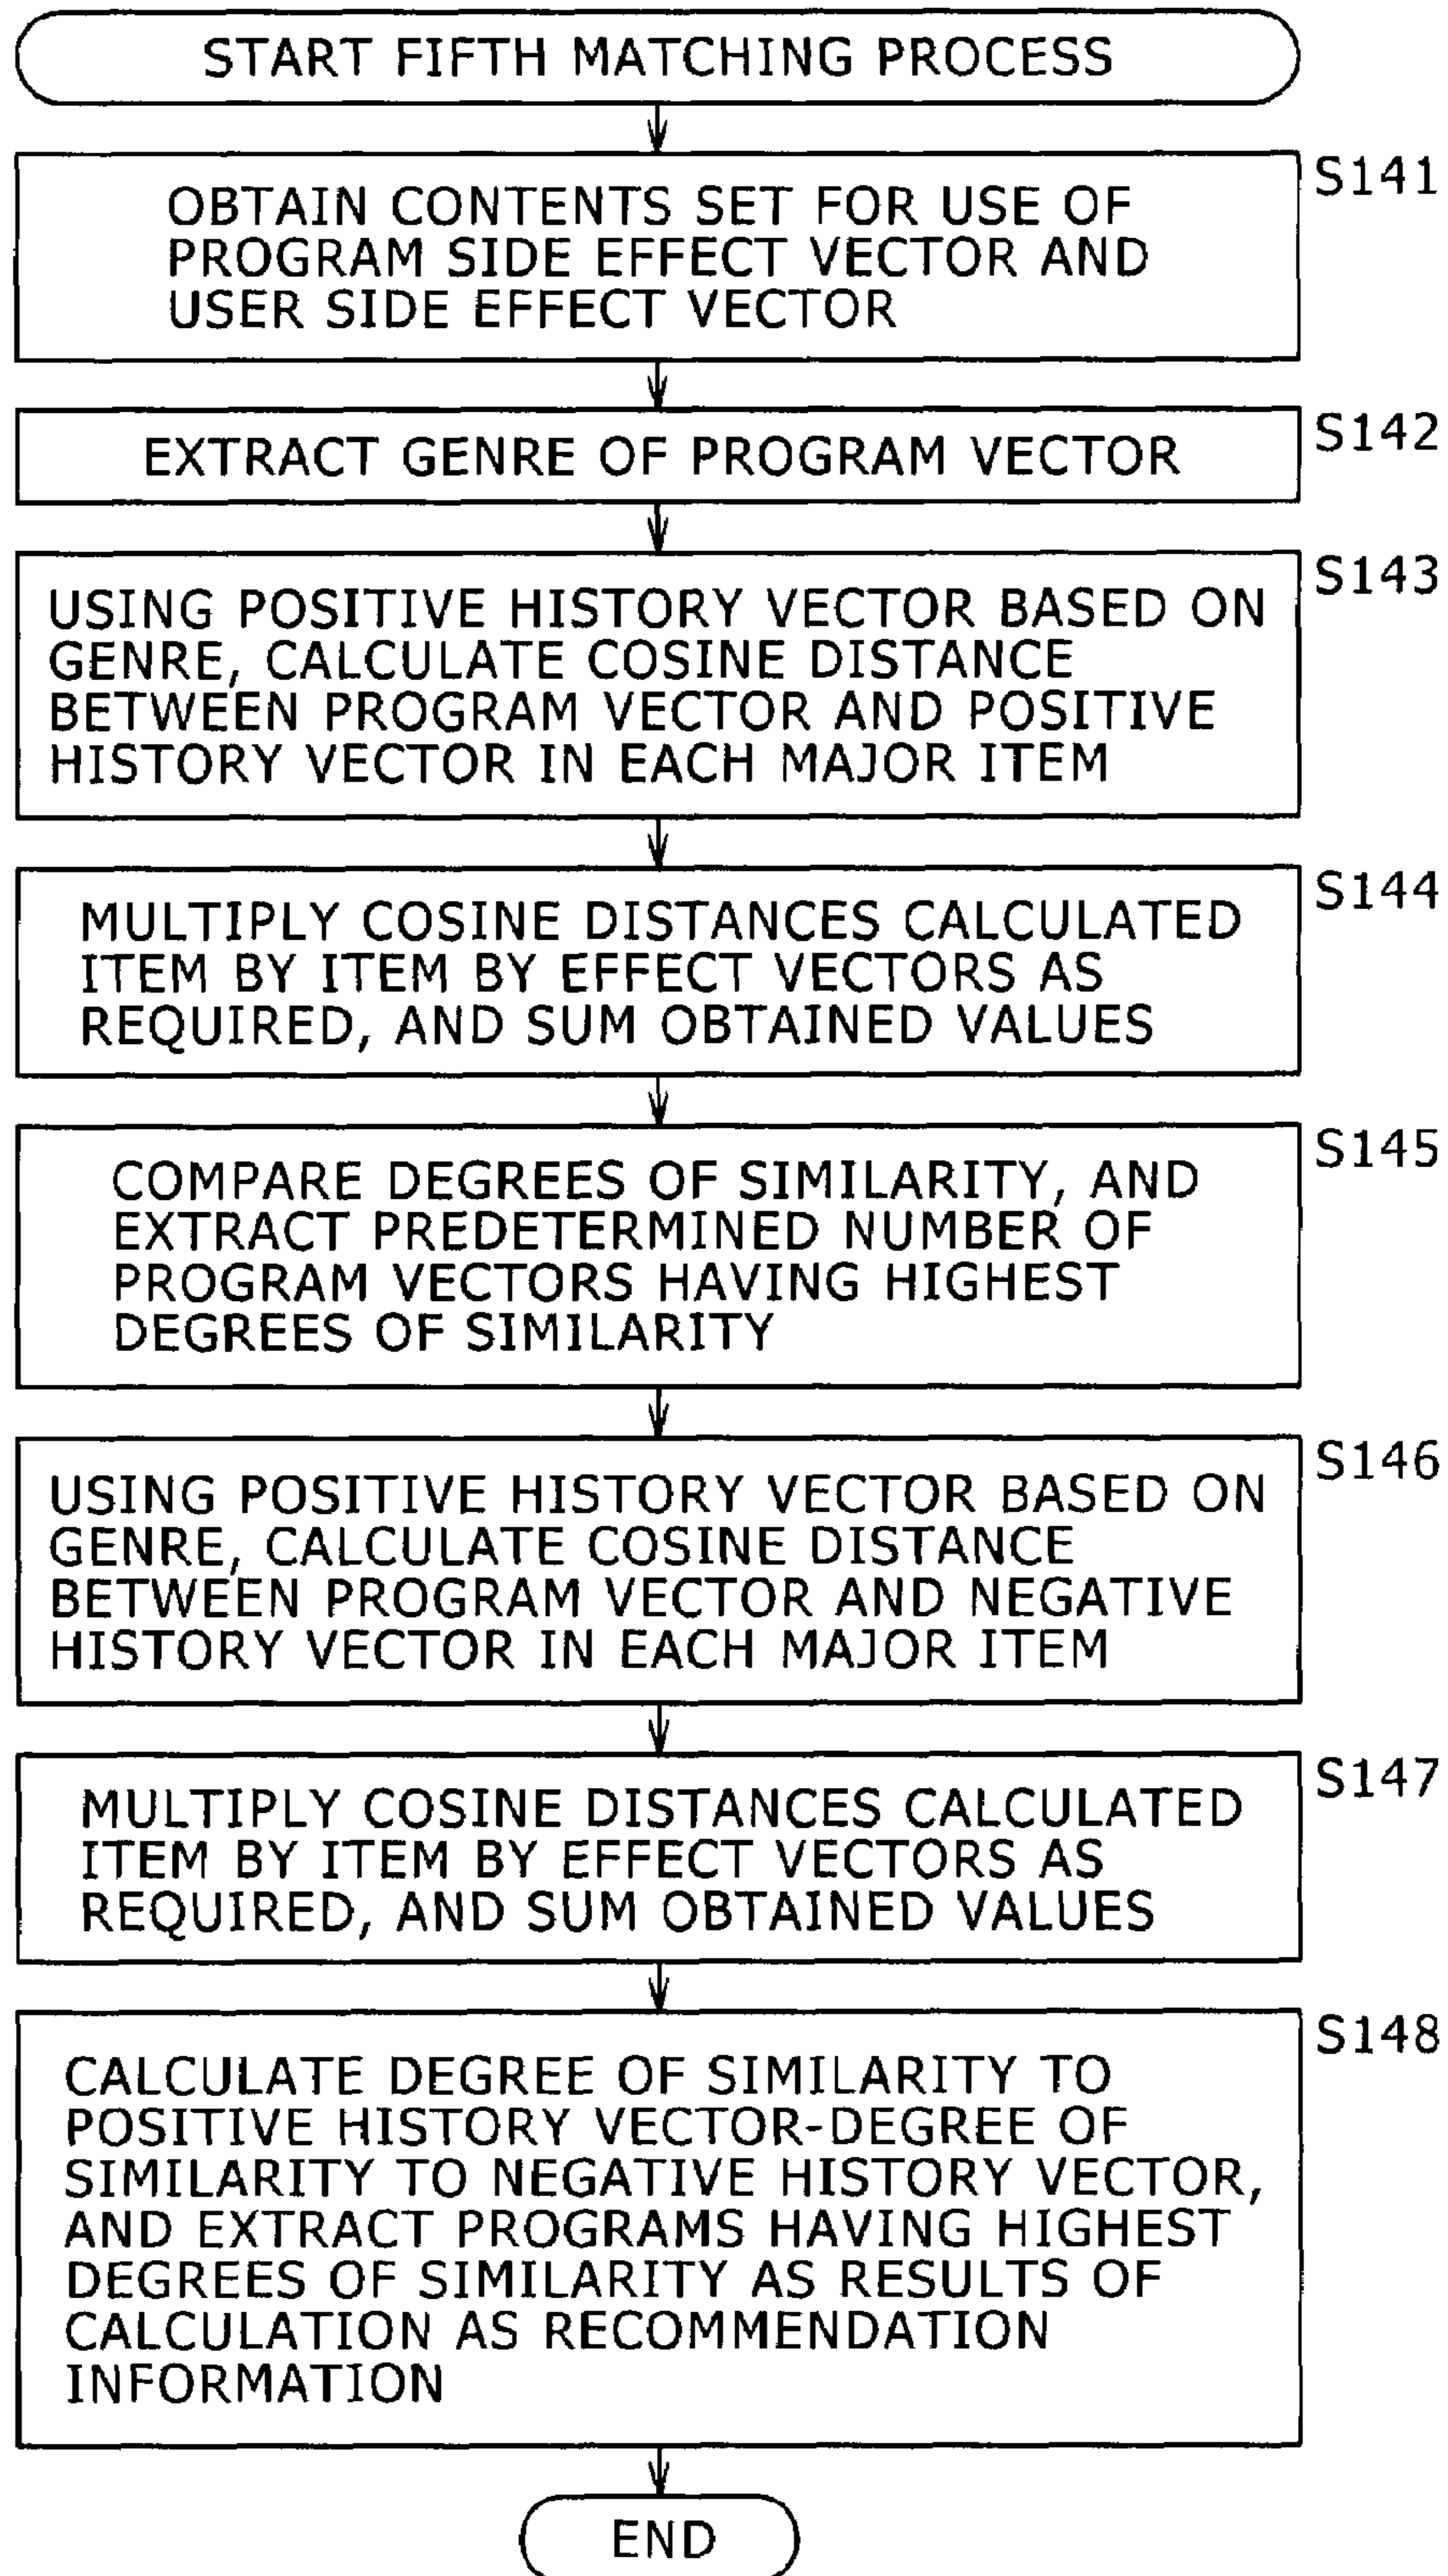 START FIFTH MATCHING PROCESS
S141
OBTAIN CONTENTS SET FOR USE OF
PROGRAM SIDE EFFECT VECTOR AND
USER SIDE EFFECT VECTOR
S142
EXTRACT GENRE OF PROGRAM VECTOR
S143
USING POSITIVE HISTORY VECTOR BASED ON
GENRE, CALCULATE COSINE DISTANCE
BETWEEN PROGRAM VECTOR AND POSITIVE
HISTORY VECTOR IN EACH MAJOR ITEM
S144
MULTIPLY COSINE DISTANCES CALCULATED
ITEM BY ITEM BY EFFECT VECTORS AS
REQUIRED, AND SUM OBTAINED VALUES
S145
COMPARE DEGREES OF SIMILARITY, AND
EXTRACT PREDETERMINED NUMBER OF
PROGRAM VECTORS HAVING HIGHEST
DEGREES OF SIMILARITY
S146
USING POSITIVE HISTORY VECTOR BASED ON
GENRE, CALCULATE COSINE DISTANCE
BETWEEN PROGRAM VECTOR AND NEGATIVE
HISTORY VECTOR IN EACH MAJOR ITEM
S147
MULTIPLY COSINE DISTANCES CALCULATED
ITEM BY ITEM BY EFFECT VECTORS AS
REQUIRED, AND SUM OBTAINED VALUES
S148
CALCULATE DEGREE OF SIMILARITY TO
POSITIVE HISTORY VECTOR-DEGREE OF
SIMILARITY TO NEGATIVE HISTORY VECTOR,
AND EXTRACT PROGRAMS HAVING HIGHEST
DEGREES OF SIMILARITY AS RESULTS OF
CALCULATION AS RECOMMENDATION
INFORMATION
END